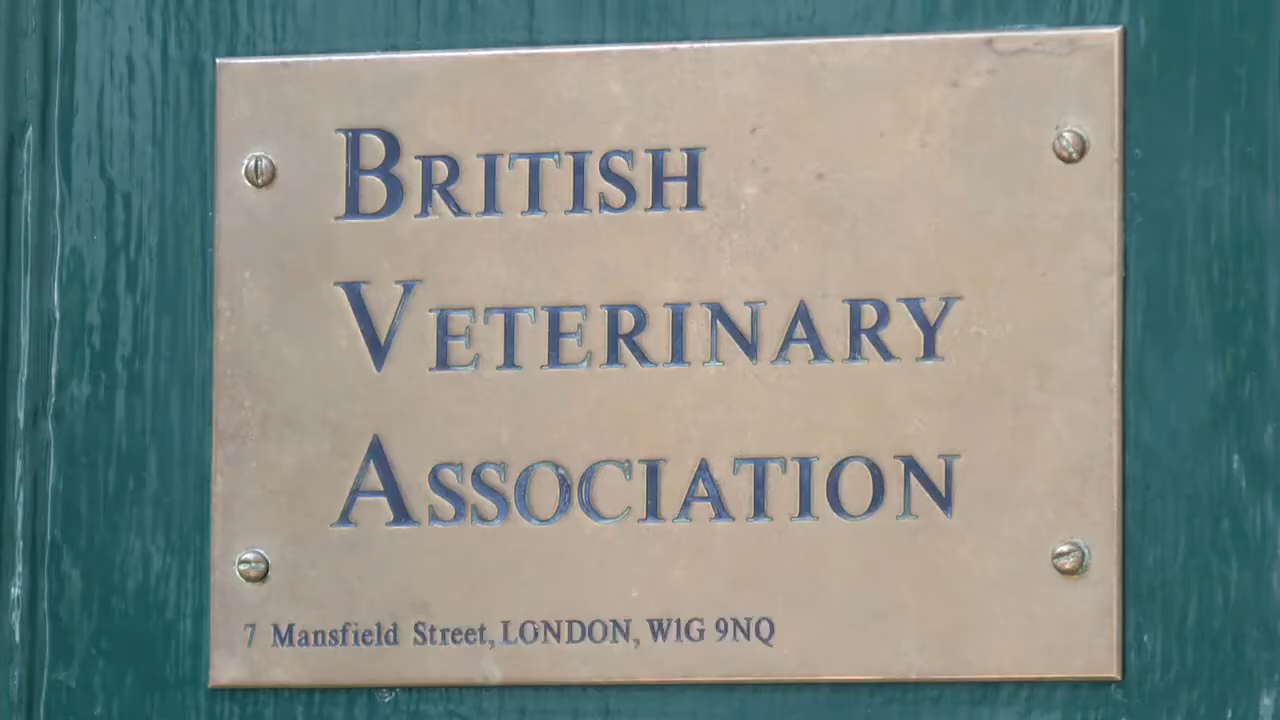 BRITISH
VETERINARY
ASSOCIATION
7 Mansfield Street, LONDON, W1G 9NQ